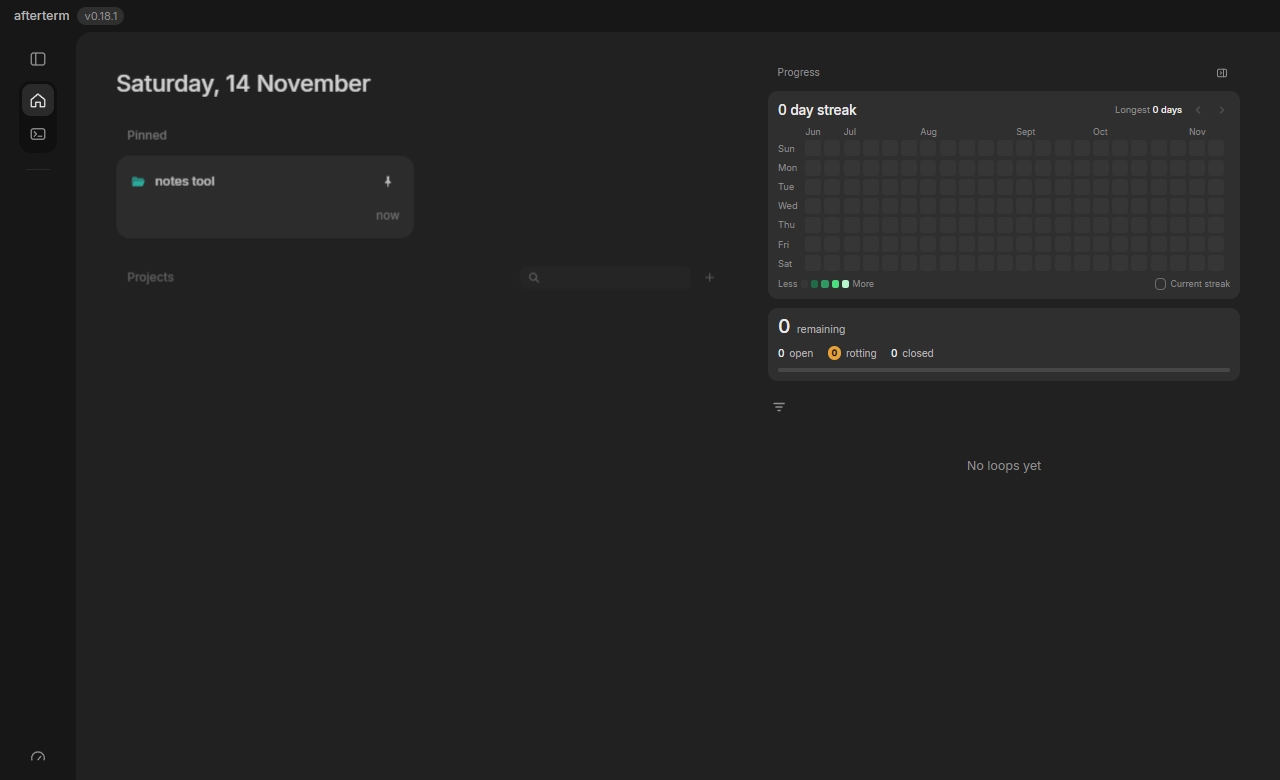 afterterm v0.18.1
Saturday, 14 November
Pinned
notes tool
now
Projects
Progress
0 day streak
Longest 0 days
Jun Jul Aug Sept Oct Nov
Sun
Mon
Tue
Wed
Thu
Fri
Sat
Less More
Current streak
0 remaining
0 open 0 rotting 0 closed
No loops yet